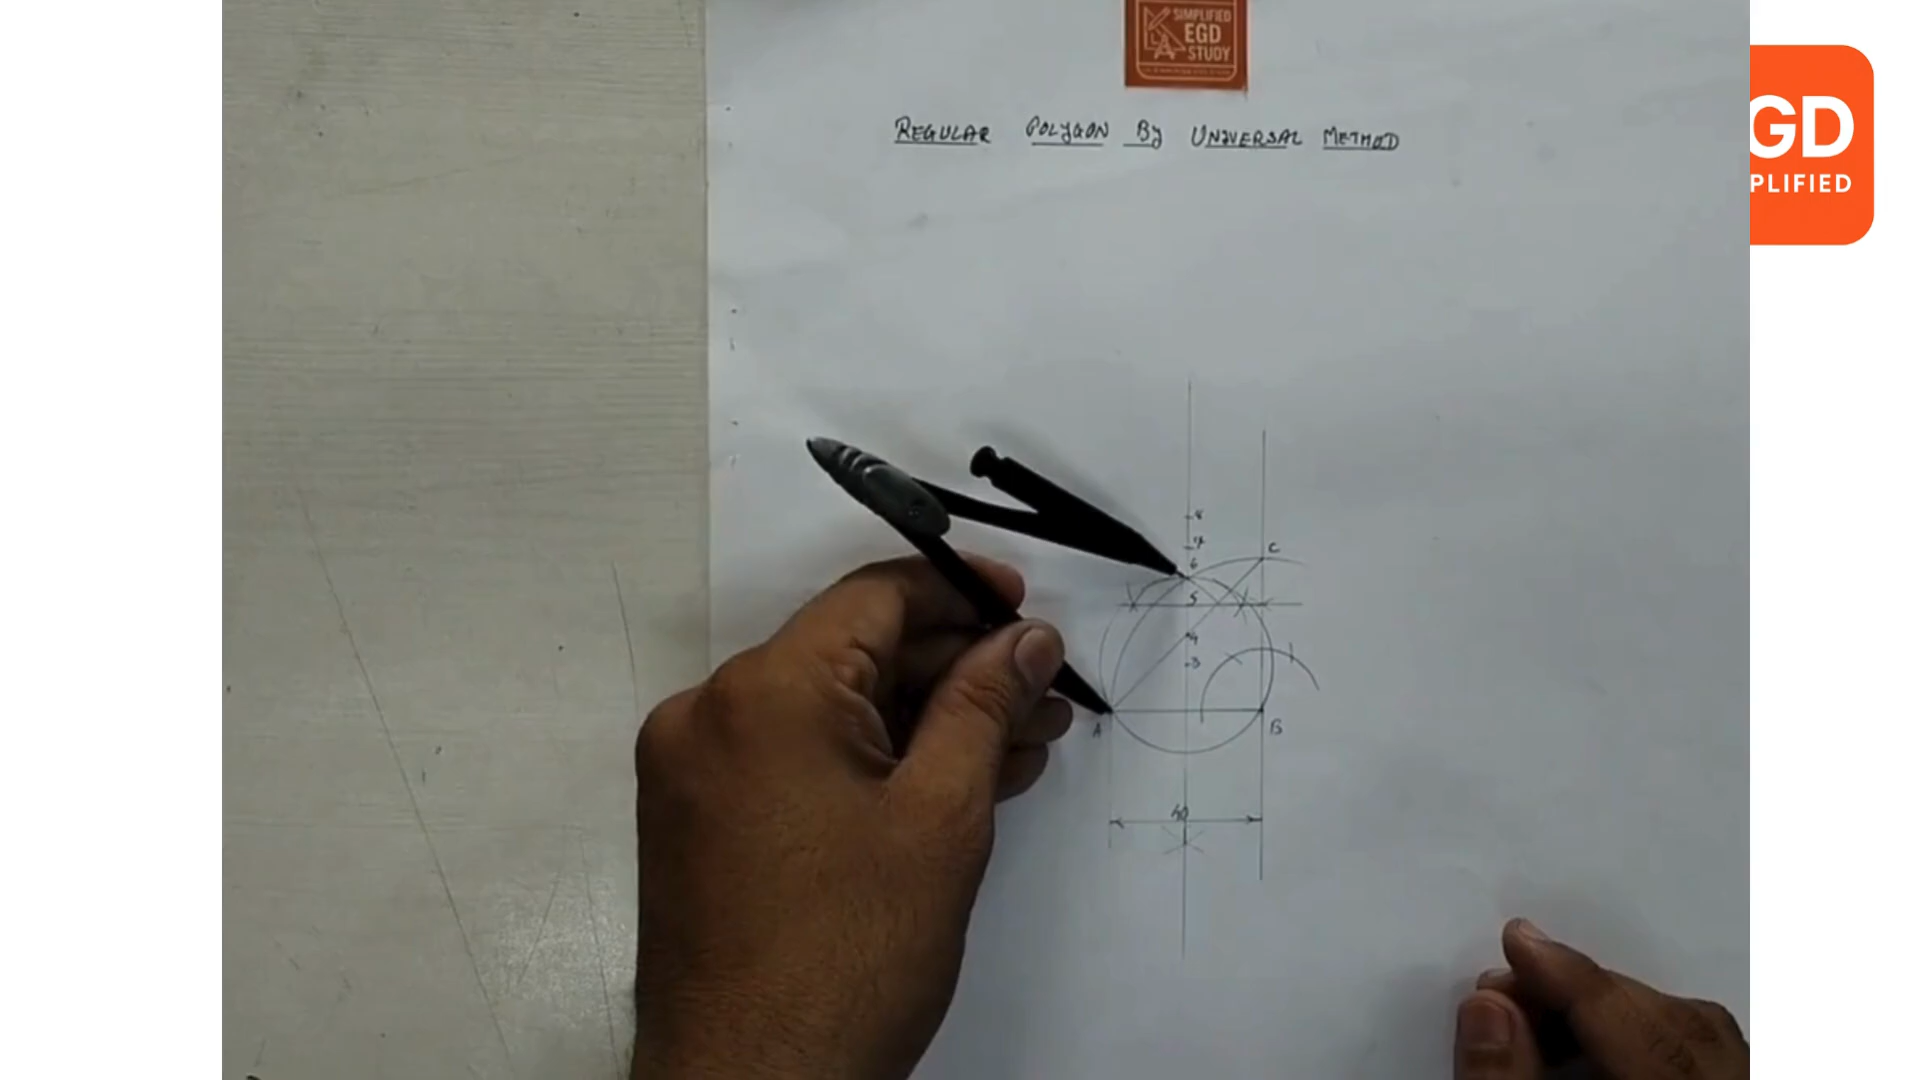 SIMPLIFIED
EGD
STUDY
REGULAR POLYGON By UNIVERSAL METHOD
GD
PLIFIED
8
7
C
6
5
4
3
A
B
40